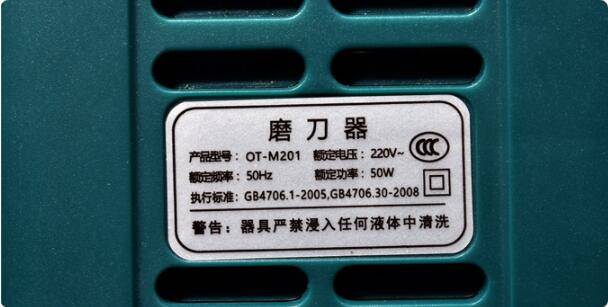 磨刀器
产品型号：OT-M201 额定电压：220V~
额定频率：50Hz 额定功率：50W
执行标准：GB4706.1-2005,GB4706.30-2008
警告：器具严禁浸入任何液体中清洗